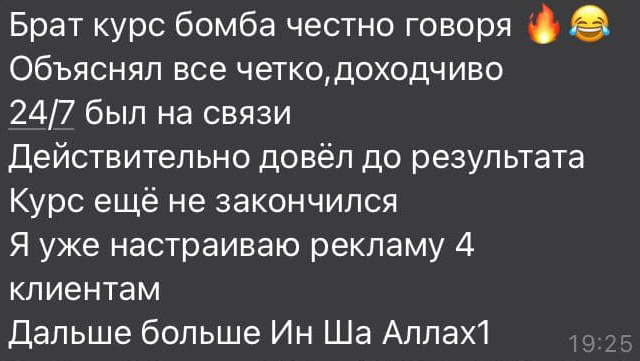 Брат курс бомба честно говоря 🔥😂
Объяснял все четко,доходчиво
24/7 был на связи
Действительно довёл до результата
Курс ещё не закончился
Я уже настраиваю рекламу 4
клиентам
Дальше больше Ин Ша Аллах1
19:25